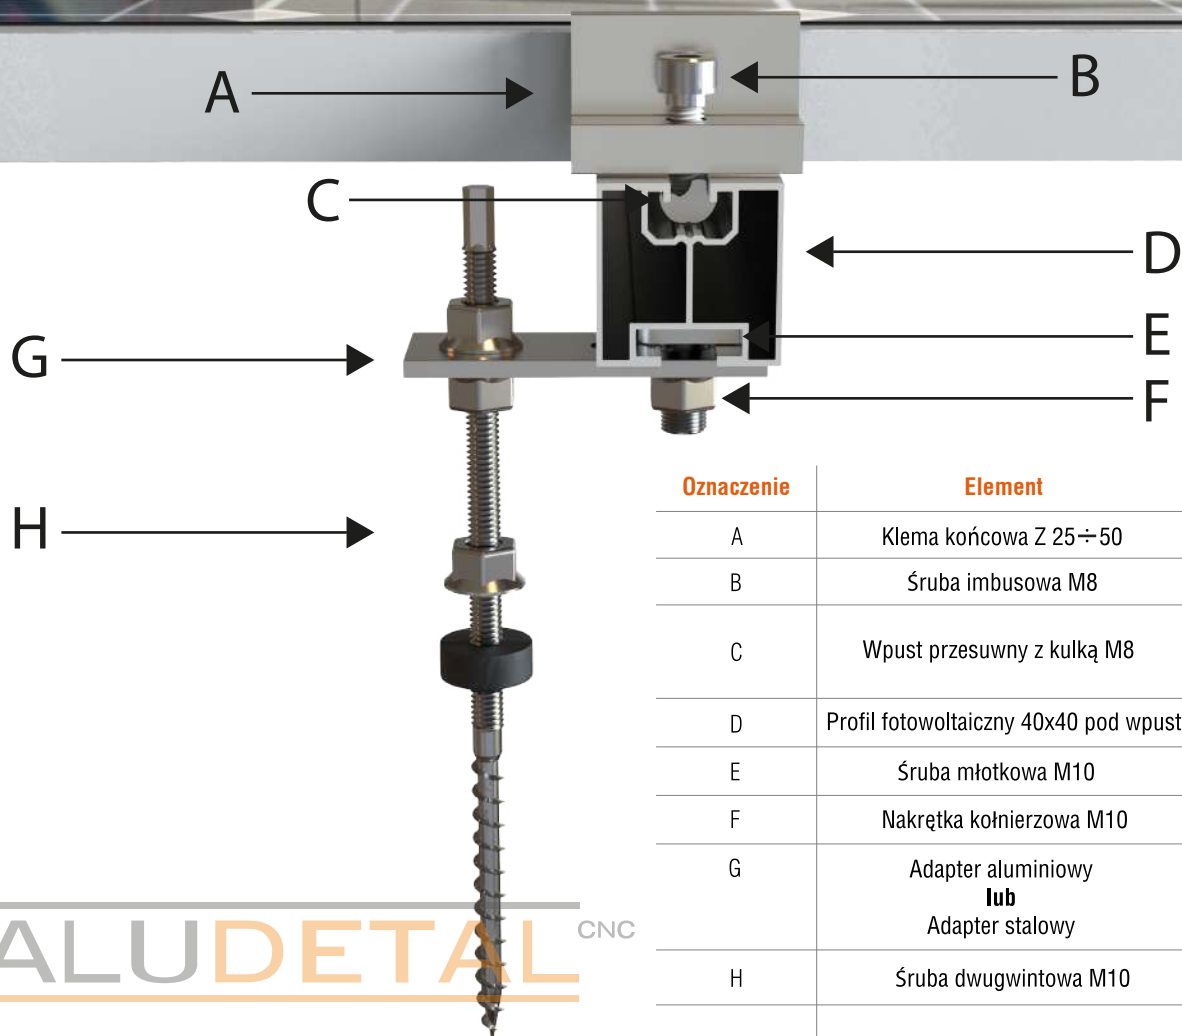 A
B
C
D
G
E
F
H
Oznaczenie Element
A Klema końcowa Z 25÷50
B Śruba imbusowa M8
C Wpust przesuwny z kulką M8
D Profil fotowoltaiczny 40x40 pod wpust
E Śruba młotkowa M10
F Nakrętka kołnierzowa M10
G Adapter aluminiowy
lub
Adapter stalowy
H Śruba dwugwintowa M10
ALUDETAL CNC